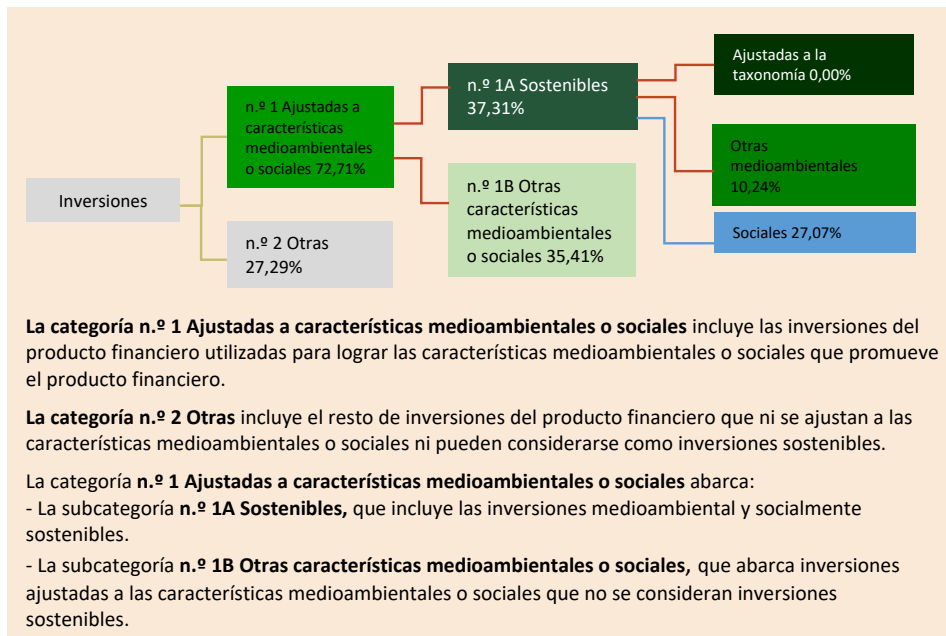 Inversiones
n.º 1 Ajustadas a
características
medioambientales
o sociales 72,71%
n.º 2 Otras
27,29%
n.º 1A Sostenibles
37,31%
n.º 1B Otras
características
medioambientales
o sociales 35,41%
Ajustadas a la
taxonomía 0,00%
Otras
medioambientales
10,24%
Sociales 27,07%
La categoría n.º 1 Ajustadas a características medioambientales o sociales incluye las inversiones del
producto financiero utilizadas para lograr las características medioambientales o sociales que promueve
el producto financiero.
La categoría n.º 2 Otras incluye el resto de inversiones del producto financiero que ni se ajustan a las
características medioambientales o sociales ni pueden considerarse como inversiones sostenibles.
La categoría n.º 1 Ajustadas a características medioambientales o sociales abarca:
- La subcategoría n.º 1A Sostenibles, que incluye las inversiones medioambiental y socialmente
sostenibles.
- La subcategoría n.º 1B Otras características medioambientales o sociales, que abarca inversiones
ajustadas a las características medioambientales o sociales que no se consideran inversiones
sostenibles.